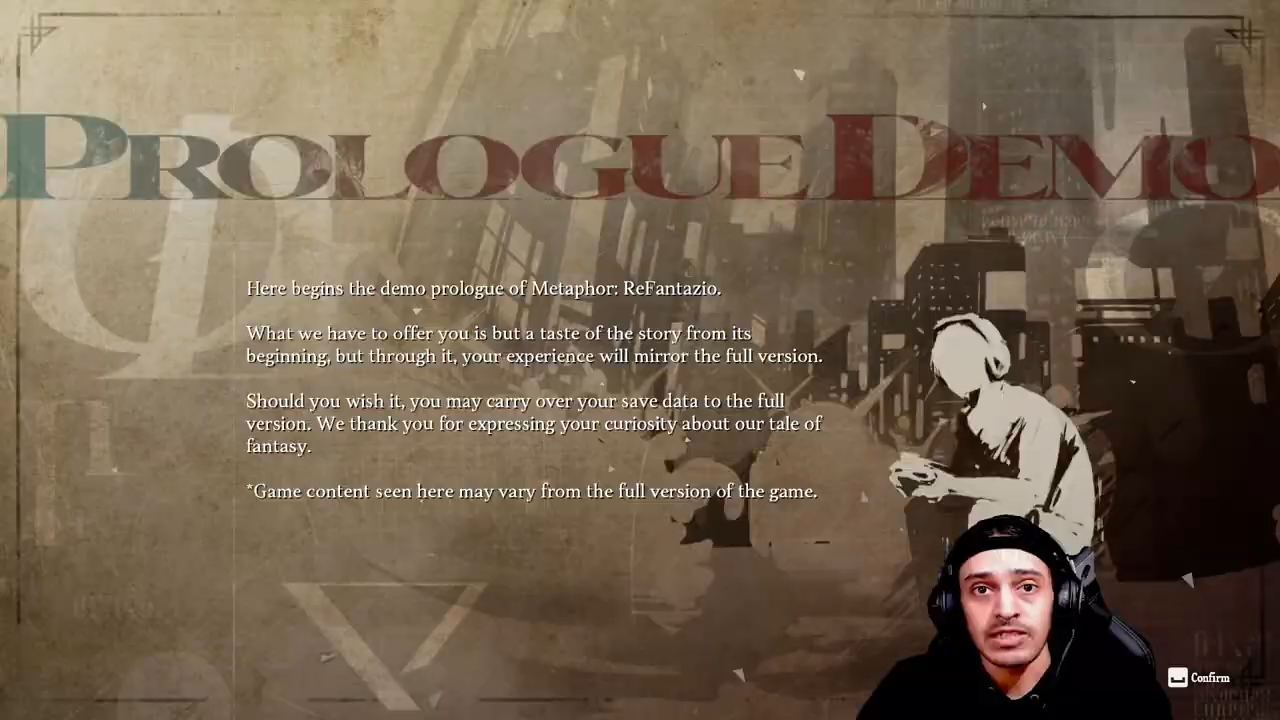 PROLOGUE DEMO
Here begins the demo prologue of Metaphor: ReFantazio.
What we have to offer you is but a taste of the story from its
beginning, but through it, your experience will mirror the full version.
Should you wish it, you may carry over your save data to the full
version. We thank you for expressing your curiosity about our tale of
fantasy.
*Game content seen here may vary from the full version of the game.
Confirm